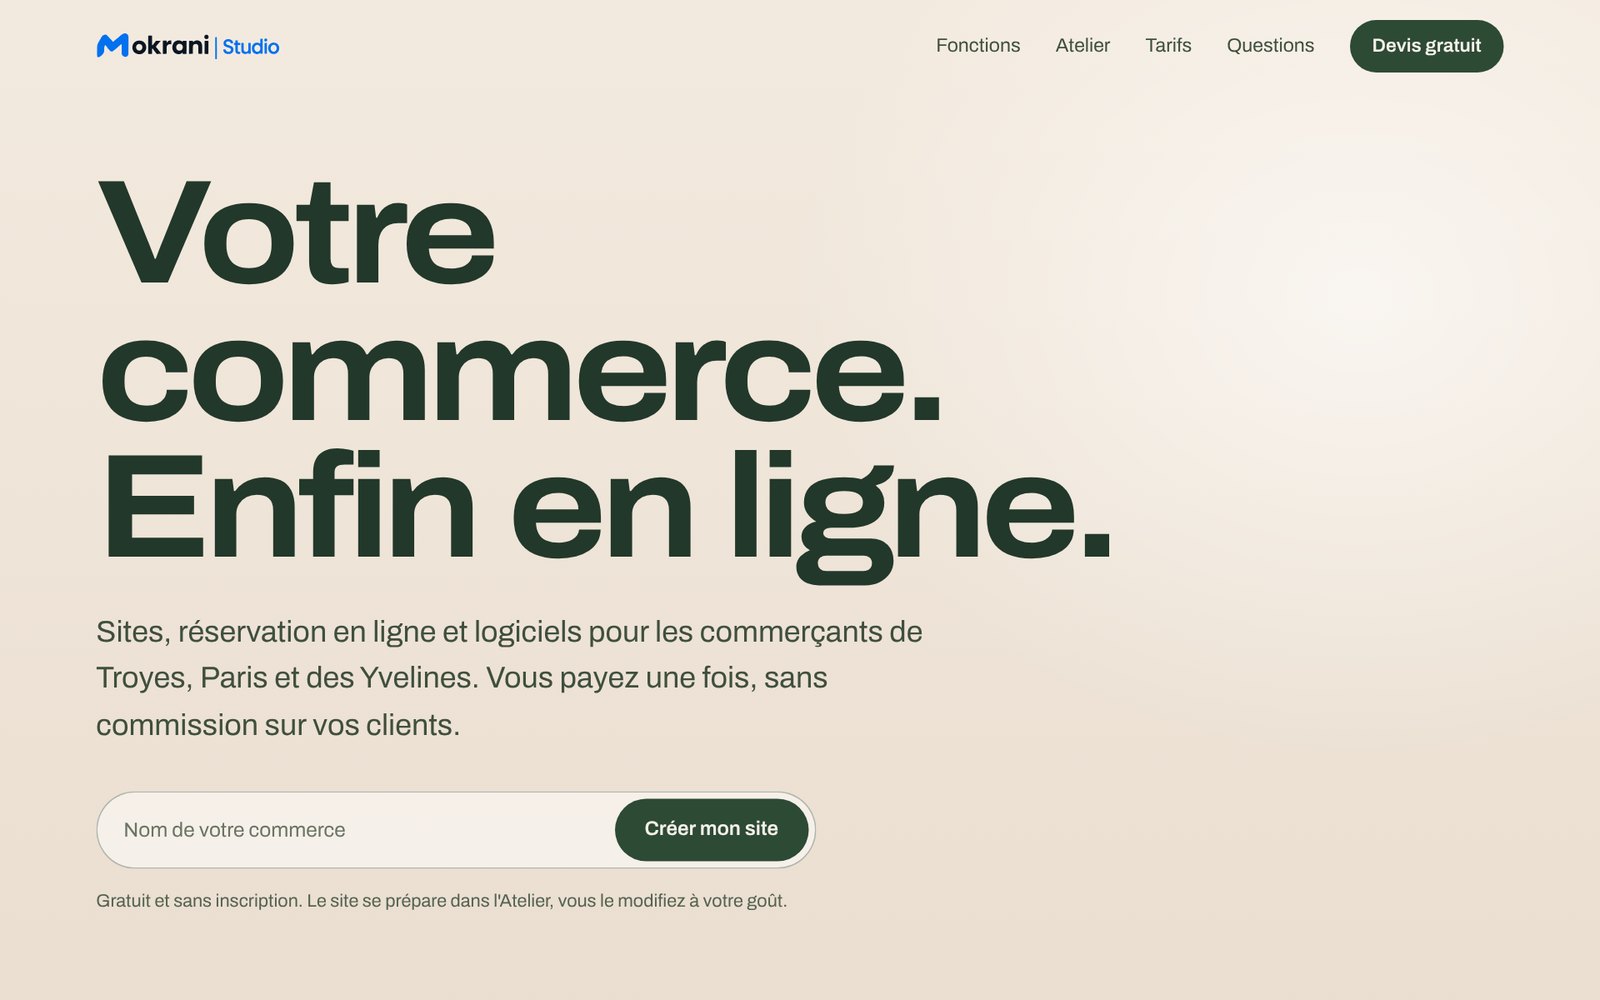 Mokrani | Studio
Fonctions
Atelier
Tarifs
Questions
Devis gratuit
Votre
commerce.
Enfin en ligne.
Sites, réservation en ligne et logiciels pour les commerçants de
Troyes, Paris et des Yvelines. Vous payez une fois, sans
commission sur vos clients.
Nom de votre commerce
Créer mon site
Gratuit et sans inscription. Le site se prépare dans l'Atelier, vous le modifiez à votre goût.